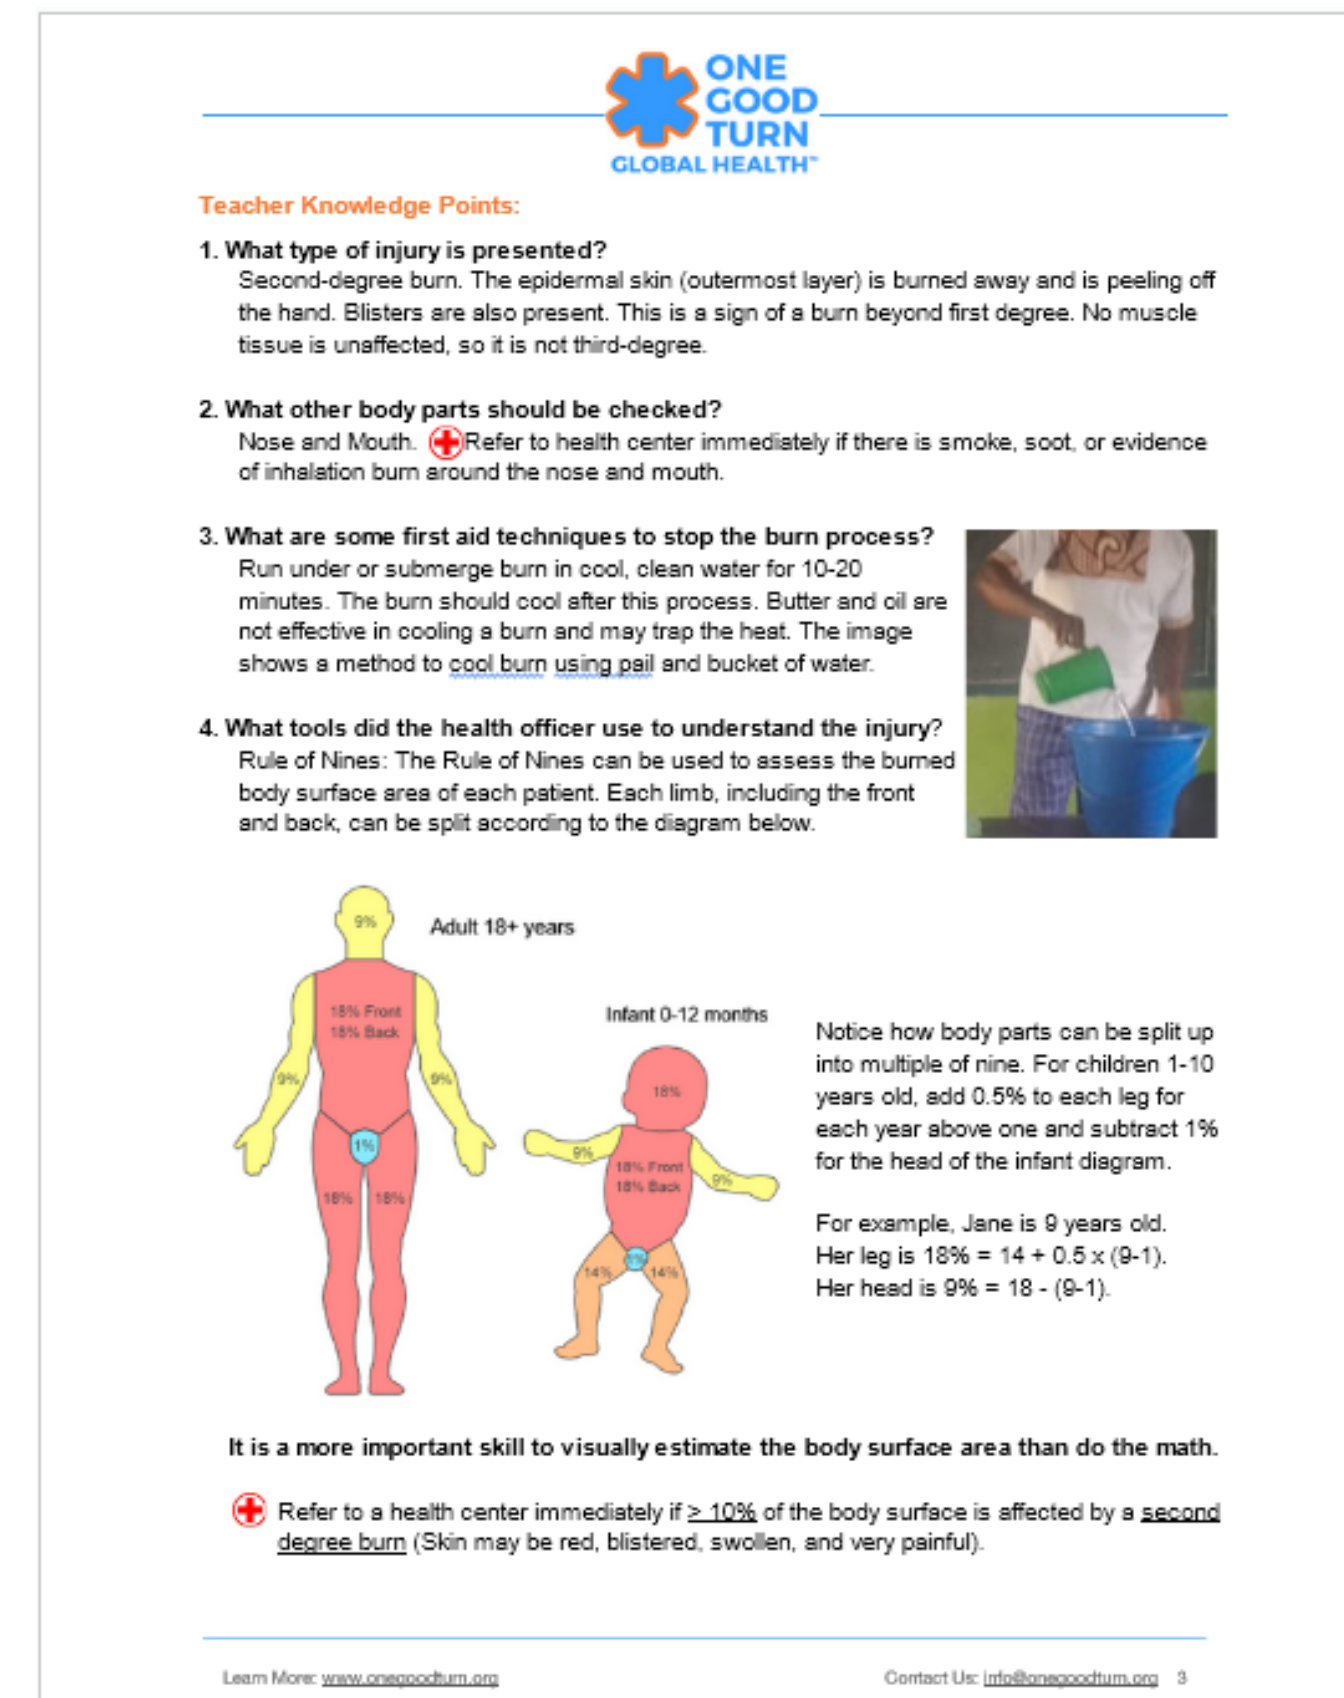 ONE
GOOD
TURN
GLOBAL HEALTH™
Teacher Knowledge Points:
1. What type of injury is presented?
Second-degree burn. The epidermal skin (outermost layer) is burned away and is peeling off
the hand. Blisters are also present. This is a sign of a burn beyond first degree. No muscle
tissue is unaffected, so it is not third-degree.
2. What other body parts should be checked?
Nose and Mouth. Refer to health center immediately if there is smoke, soot, or evidence
of inhalation burn around the nose and mouth.
3. What are some first aid techniques to stop the burn process?
Run under or submerge burn in cool, clean water for 10-20
minutes. The burn should cool after this process. Butter and oil are
not effective in cooling a burn and may trap the heat. The image
shows a method to cool burn using pail and bucket of water.
4. What tools did the health officer use to understand the injury?
Rule of Nines: The Rule of Nines can be used to assess the burned
body surface area of each patient. Each limb, including the front
and back, can be split according to the diagram below.
9%
Adult 18+ years
18% Front
18% Back
9%
9%
1%
18%
18%
Infant 0-12 months
18%
9%
18% Front
18% Back
9%
1%
14%
14%
Notice how body parts can be split up
into multiple of nine. For children 1-10
years old, add 0.5% to each leg for
each year above one and subtract 1%
for the head of the infant diagram.
For example, Jane is 9 years old.
Her leg is 18% = 14 + 0.5 x (9-1).
Her head is 9% = 18 - (9-1).
It is a more important skill to visually estimate the body surface area than do the math.
Refer to a health center immediately if > 10% of the body surface is affected by a second
degree burn (Skin may be red, blistered, swollen, and very painful).
Learn More: www.onegoodturn.org
Contact Us: info@onegoodturn.org 3